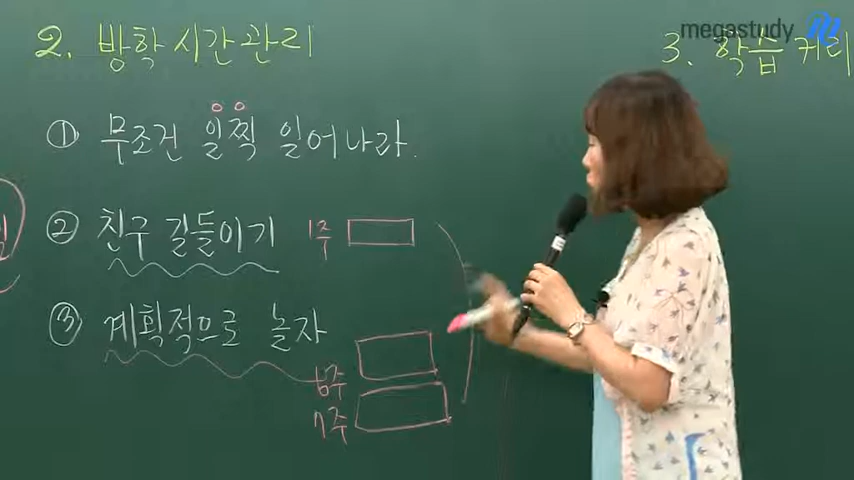 megastudy
2. 방학시간관리
3. 학습커리
① 무조건 일찍 일어나라.
② 친구 길들이기 1주
③ 계획적으로 놀자
6주
7주